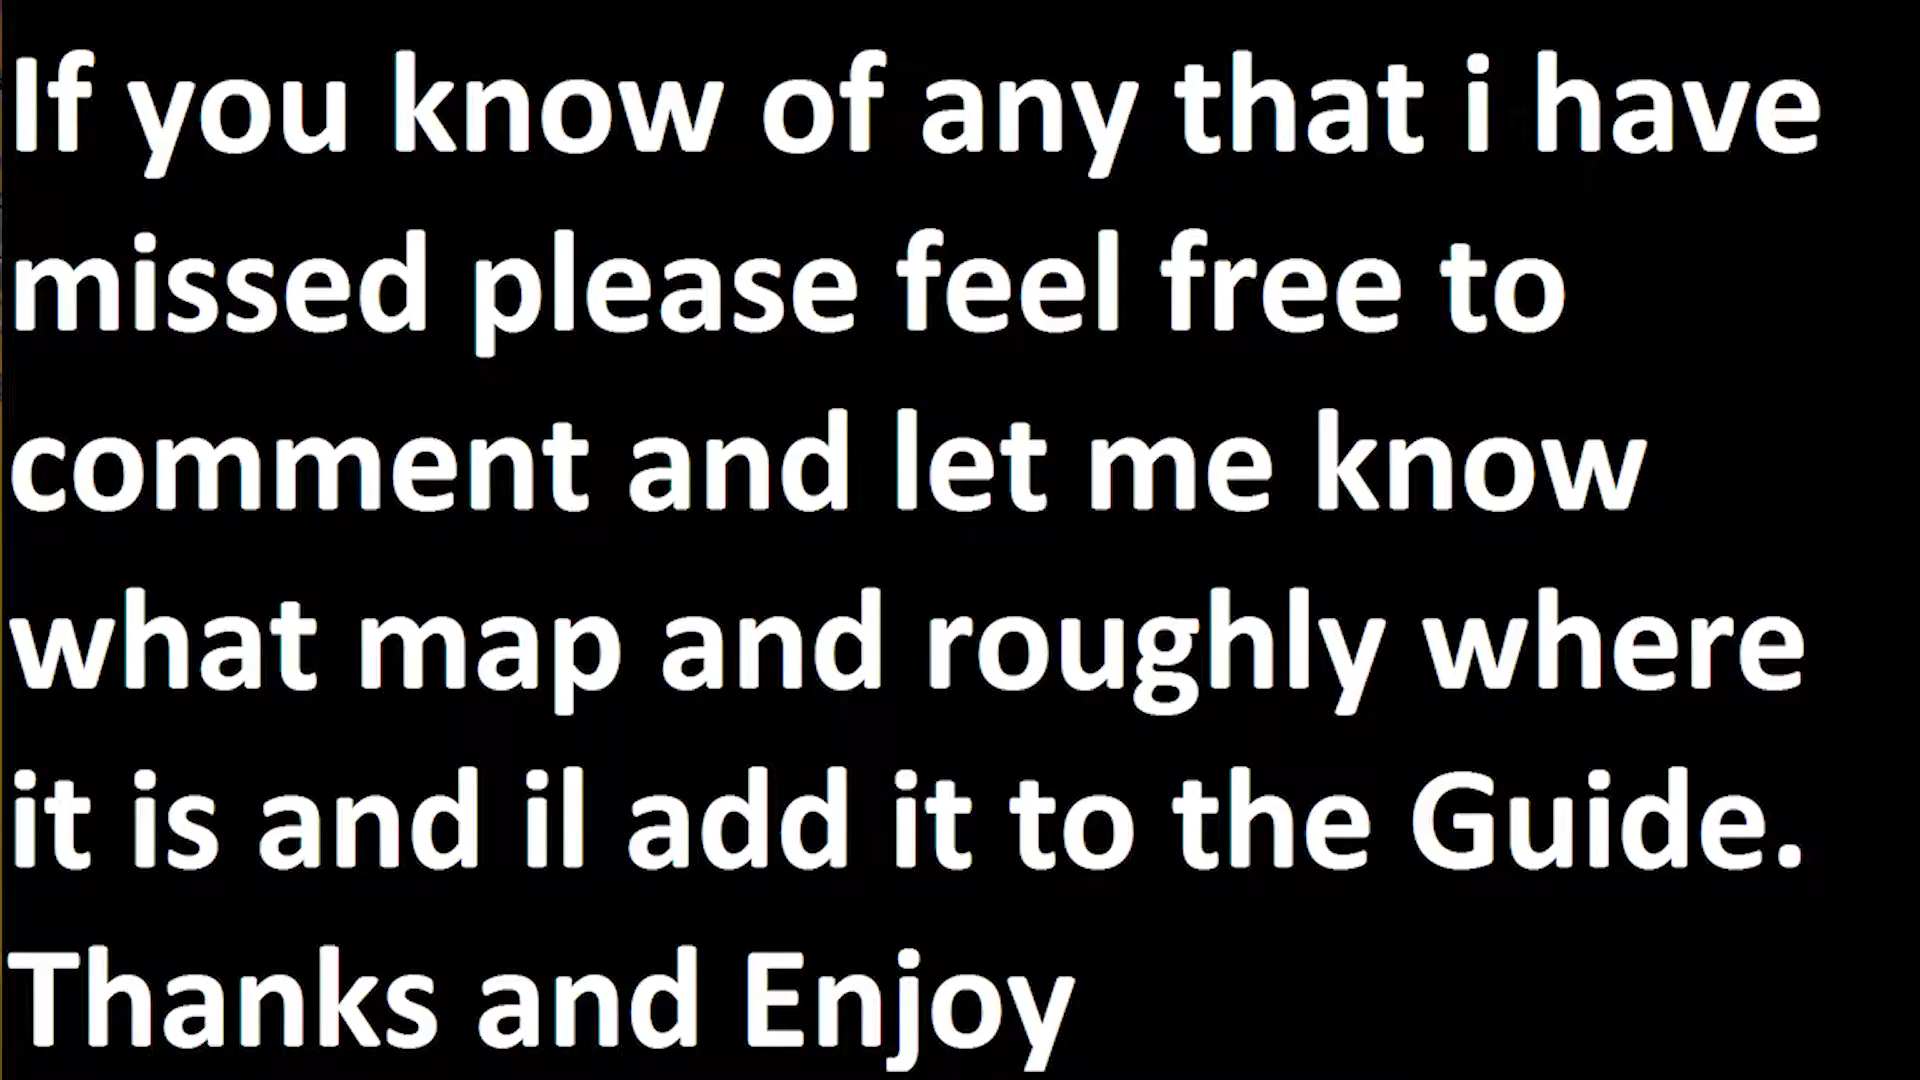 If you know of any that i have
missed please feel free to
comment and let me know
what map and roughly where
it is and il add it to the Guide.
Thanks and Enjoy